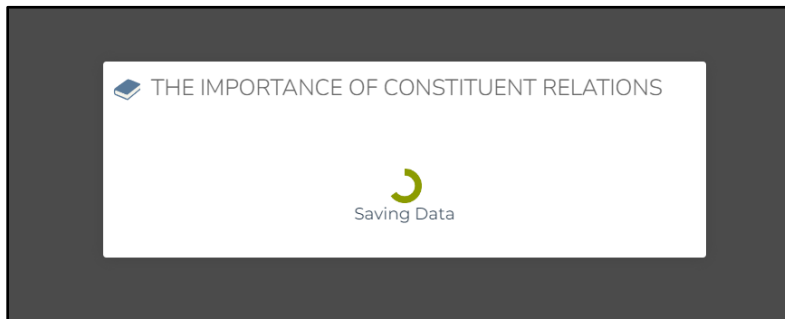 THE IMPORTANCE OF CONSTITUENT RELATIONS
Saving Data